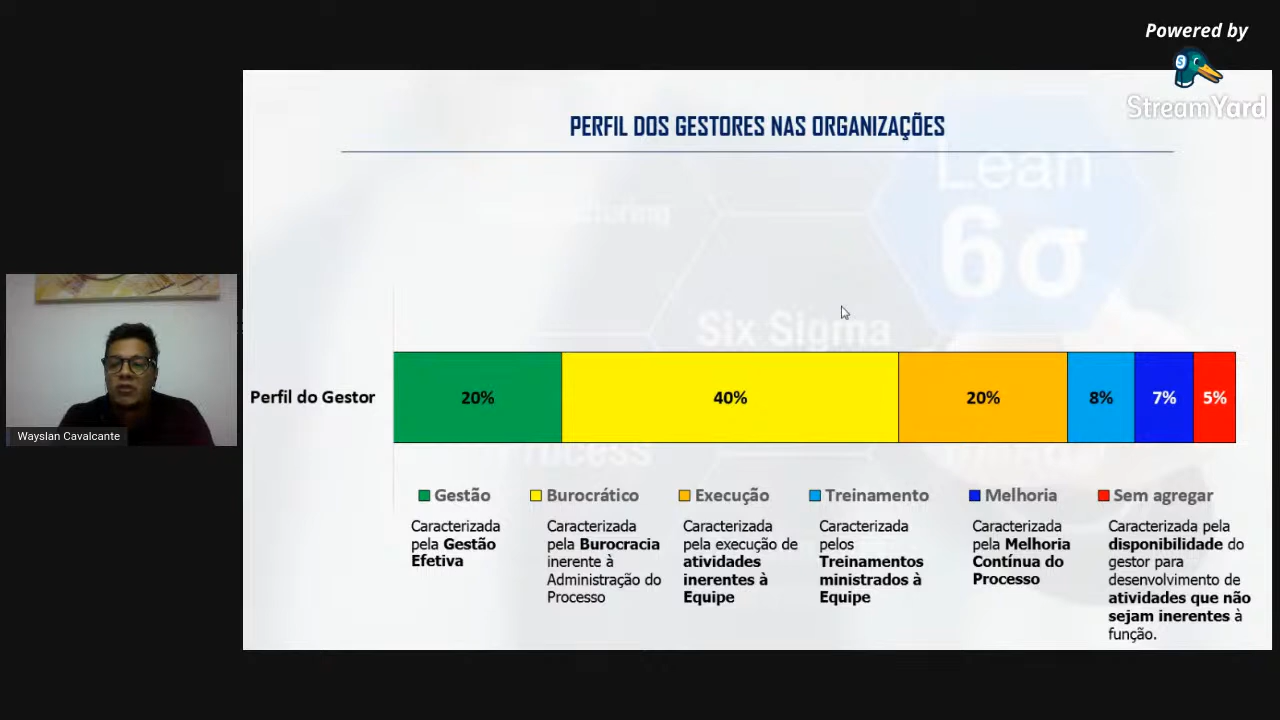 Powered by
StreamYard
PERFIL DOS GESTORES NAS ORGANIZAÇÕES
Lean
6σ
Six Sigma
Process
Wayslan Cavalcante
Perfil do Gestor
20%
40%
20%
8%
7%
5%
Gestão
Burocrático
Execução
Treinamento
Melhoria
Sem agregar
Caracterizada
pela Gestão
Efetiva
Caracterizada
pela Burocracia
inerente à
Administração do
Processo
Caracterizada
pela execução de
atividades
inerentes à
Equipe
Caracterizada
pelos
Treinamentos
ministrados à
Equipe
Caracterizada
pela Melhoria
Contínua do
Processo
Caracterizada pela
disponibilidade do
gestor para
desenvolvimento de
atividades que não
sejam inerentes à
função.